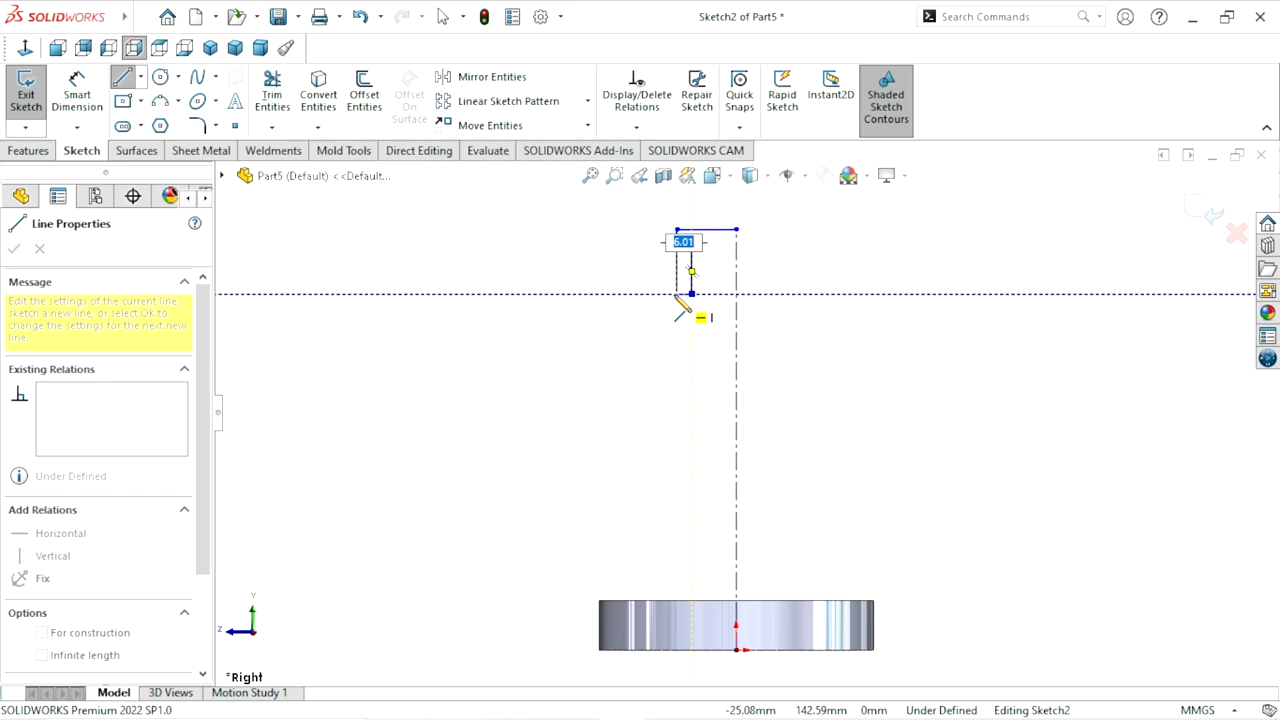 SOLIDWORKS
Sketch2 of Part5 *
Search Commands
Exit Sketch
Smart Dimension
Trim Entities
Convert Entities
Offset Entities
Offset On Surface
Mirror Entities
Linear Sketch Pattern
Move Entities
Display/Delete Relations
Repair Sketch
Quick Snaps
Rapid Sketch
Instant2D
Shaded Sketch Contours
Features
Sketch
Surfaces
Sheet Metal
Weldments
Mold Tools
Direct Editing
Evaluate
SOLIDWORKS Add-Ins
SOLIDWORKS CAM
Part5 (Default) <<Default...
Line Properties
Message
Edit the settings of the current line,
sketch a new line, or select Ok to
change the settings for the next new
line.
Existing Relations
Under Defined
Add Relations
Horizontal
Vertical
Fix
Options
For construction
Infinite length
6.01
Y
Z
*Right
Model
3D Views
Motion Study 1
SOLIDWORKS Premium 2022 SP1.0
-25.08mm
142.59mm
0mm
Under Defined
Editing Sketch2
MMGS